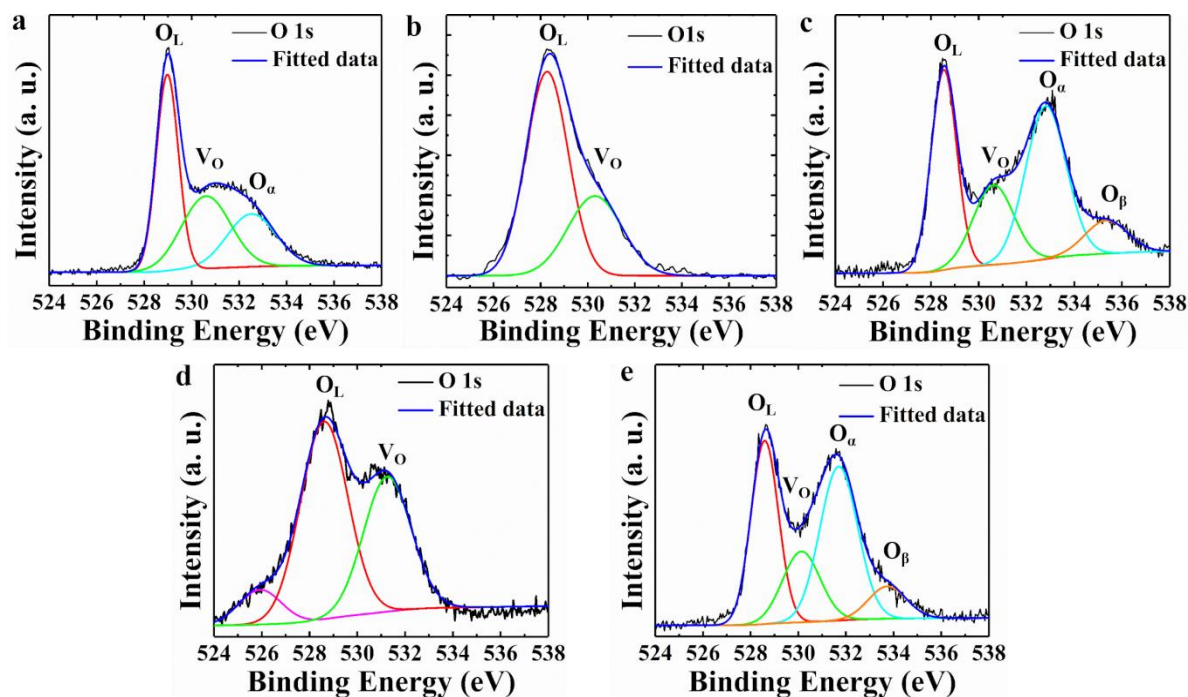 a
O_L
O 1s
Fitted data
V_O
O_α
Intensity (a. u.)
524 526 528 530 532 534 536 538
Binding Energy (eV)
b
O_L
O1s
Fitted data
V_O
Intensity (a. u.)
524 526 528 530 532 534 536 538
Binding Energy (eV)
c
O_L
O 1s
Fitted data
O_α
V_O
O_β
Intensity (a. u.)
524 526 528 530 532 534 536 538
Binding Energy (eV)
d
O_L
O 1s
Fitted data
V_O
Intensity (a. u.)
524 526 528 530 532 534 536 538
Binding Energy (eV)
e
O_L
O 1s
Fitted data
O_α
V_O
O_β
Intensity (a. u.)
524 526 528 530 532 534 536 538
Binding Energy (eV)